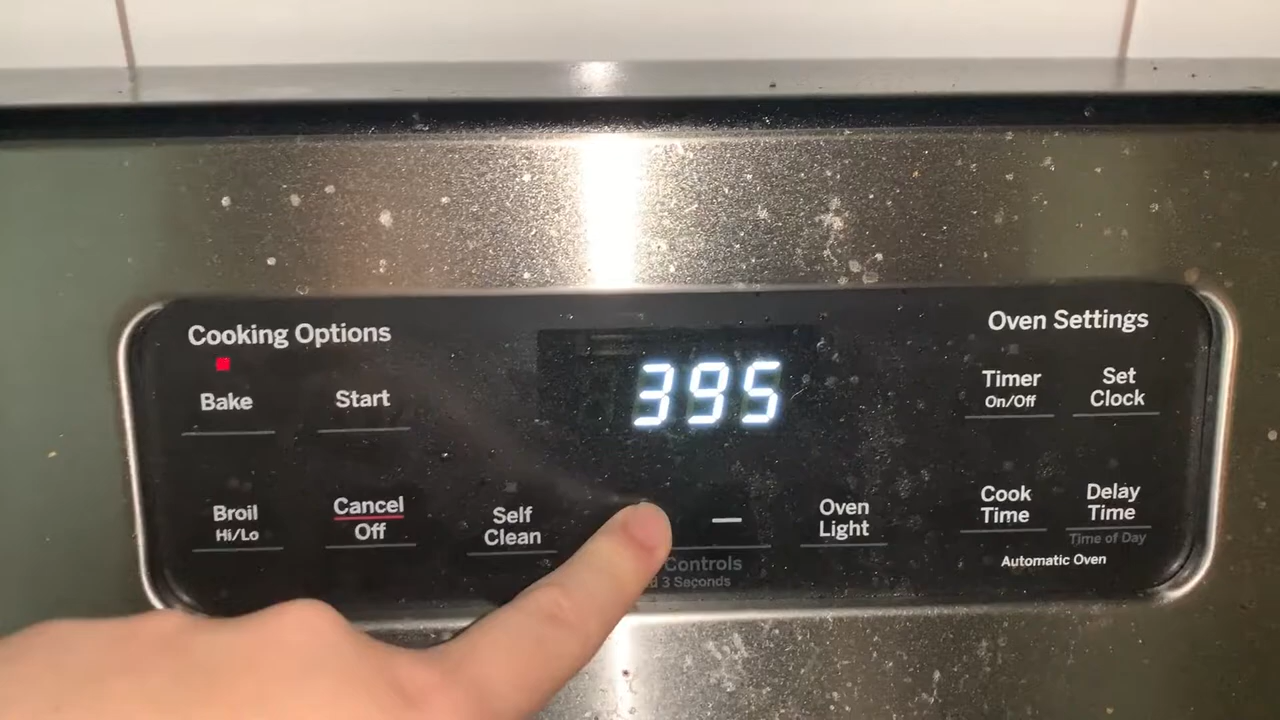 Cooking Options
Oven Settings
395
Bake
Start
Timer
On/Off
Set
Clock
Broil
Hi/Lo
Cancel
Off
Self
Clean
–
Oven
Light
Cook
Time
Delay
Time
Time of Day
Controls
3 Seconds
Automatic Oven